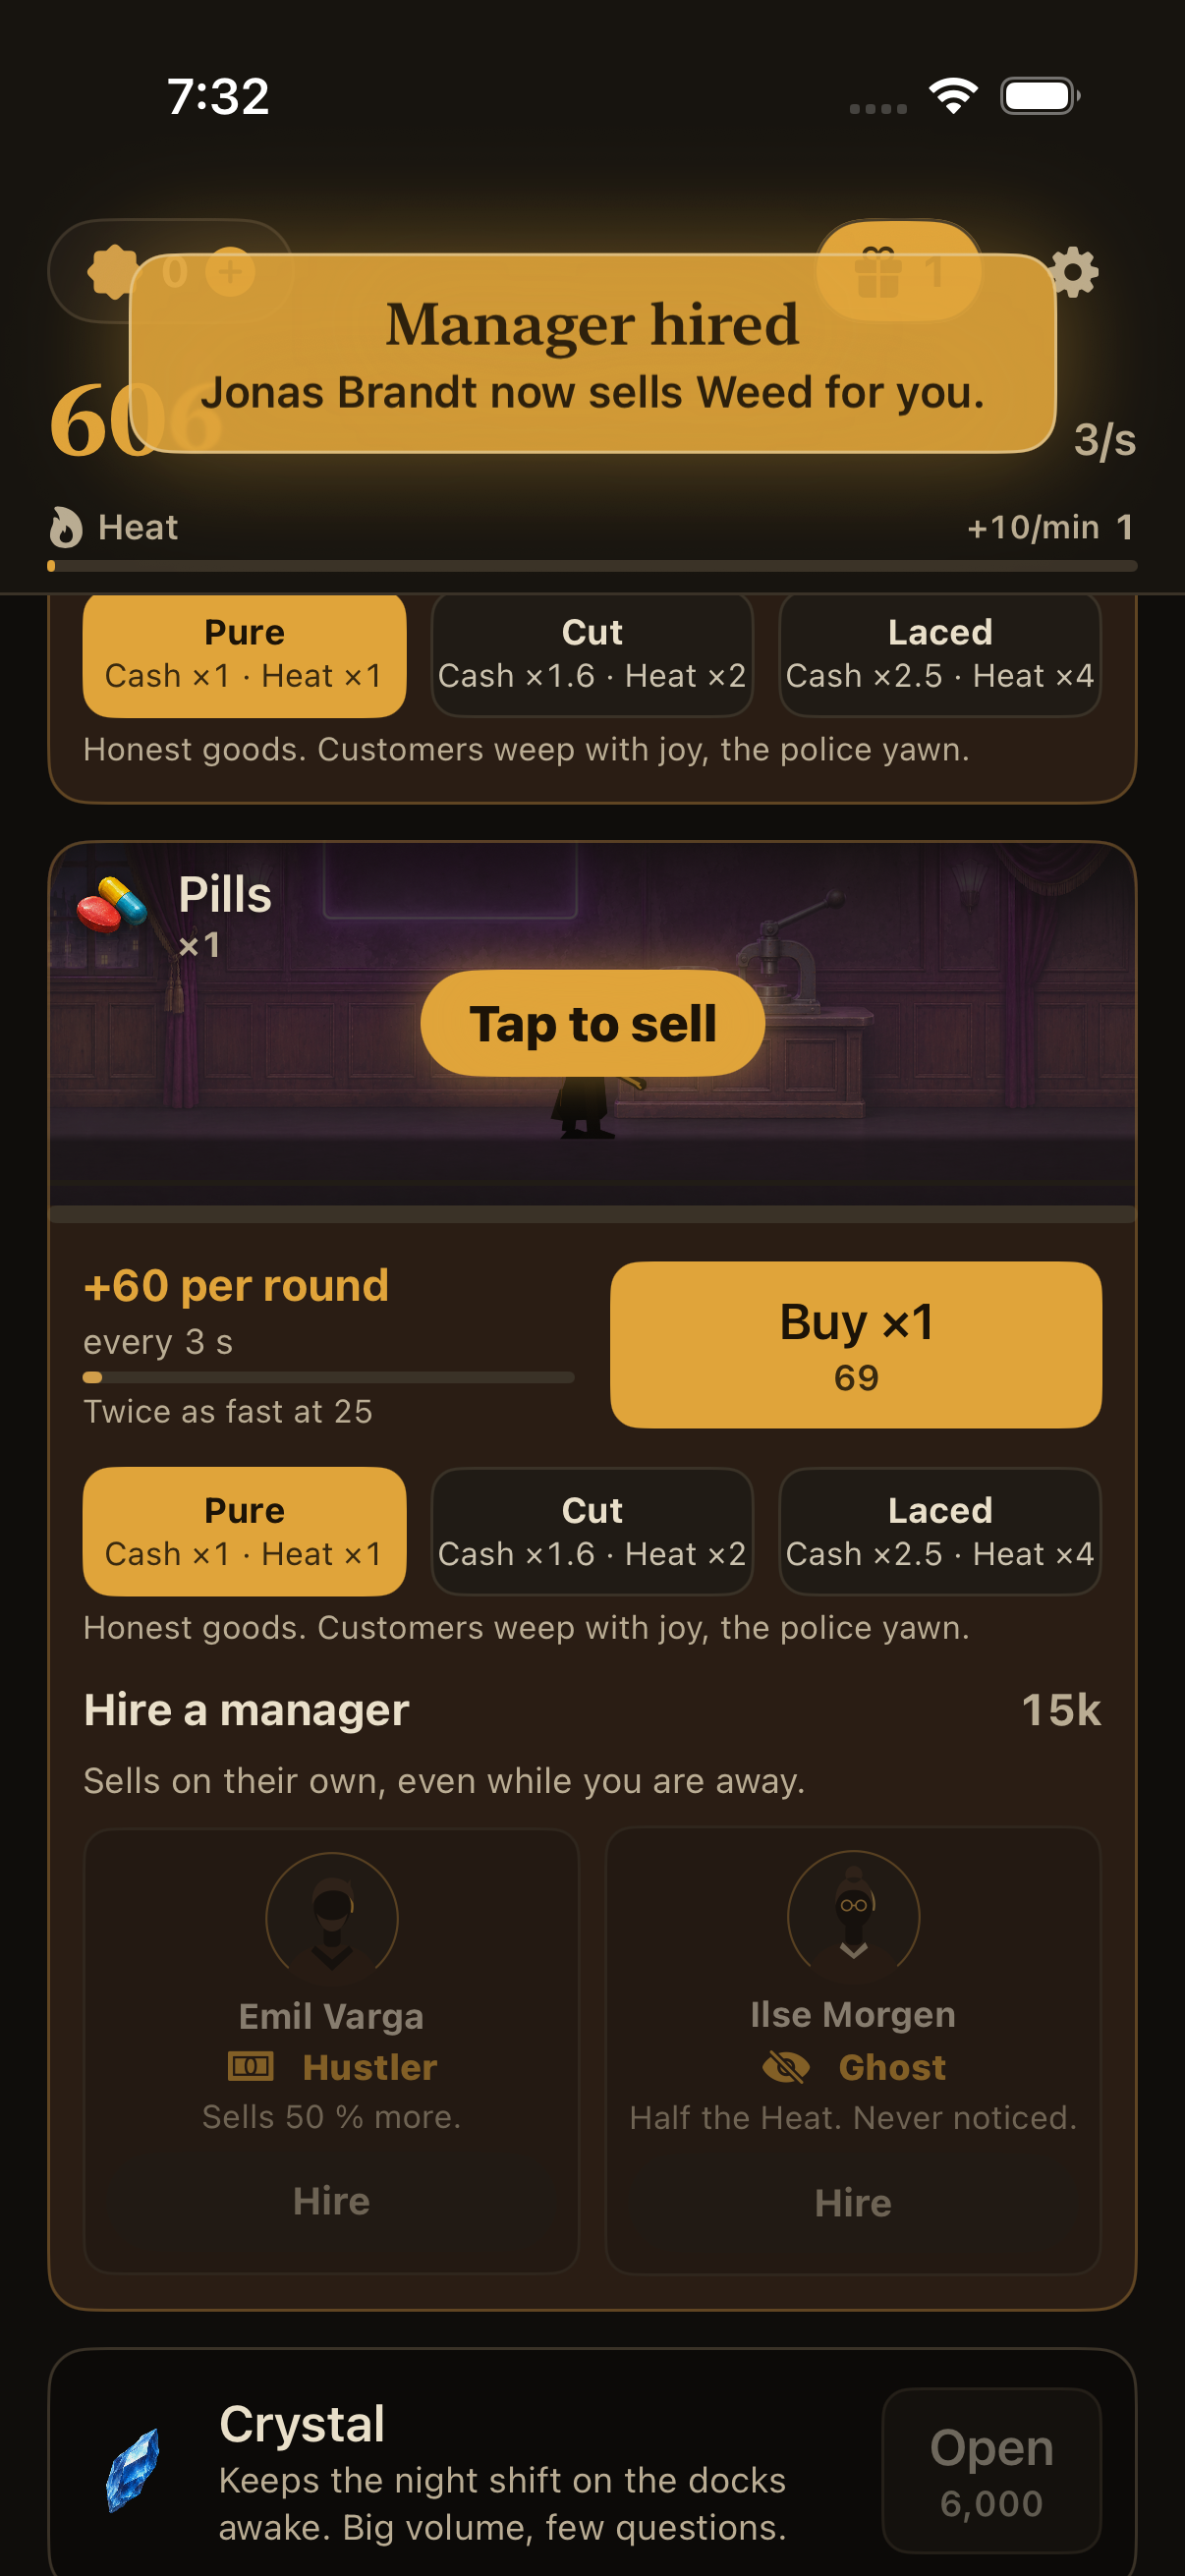 7:32
0 +
1
Manager hired
Jonas Brandt now sells Weed for you.
606
3/s
Heat
+10/min 1
Pure
Cash ×1 · Heat ×1
Cut
Cash ×1.6 · Heat ×2
Laced
Cash ×2.5 · Heat ×4
Honest goods. Customers weep with joy, the police yawn.
Pills
×1
Tap to sell
+60 per round
every 3 s
Twice as fast at 25
Buy ×1
69
Pure
Cash ×1 · Heat ×1
Cut
Cash ×1.6 · Heat ×2
Laced
Cash ×2.5 · Heat ×4
Honest goods. Customers weep with joy, the police yawn.
Hire a manager
15k
Sells on their own, even while you are away.
Emil Varga
Hustler
Sells 50 % more.
Hire
Ilse Morgen
Ghost
Half the Heat. Never noticed.
Hire
Crystal
Keeps the night shift on the docks
awake. Big volume, few questions.
Open
6,000